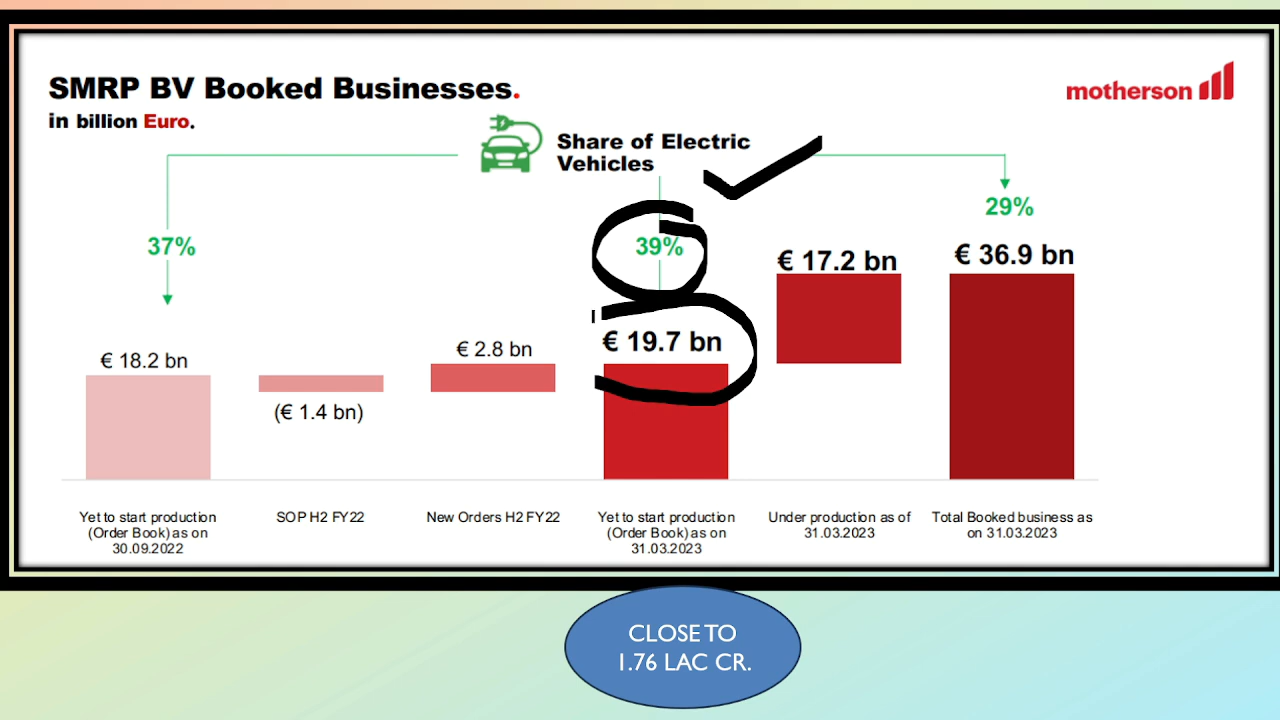 SMRP BV Booked Businesses.
in billion Euro.
motherson
Share of Electric
Vehicles
37%
39%
29%
€ 18.2 bn
(€ 1.4 bn)
€ 2.8 bn
€ 19.7 bn
€ 17.2 bn
€ 36.9 bn
Yet to start production
(Order Book) as on
30.09.2022
SOP H2 FY22
New Orders H2 FY22
Yet to start production
(Order Book) as on
31.03.2023
Under production as of
31.03.2023
Total Booked business as
on 31.03.2023
CLOSE TO
1.76 LAC CR.